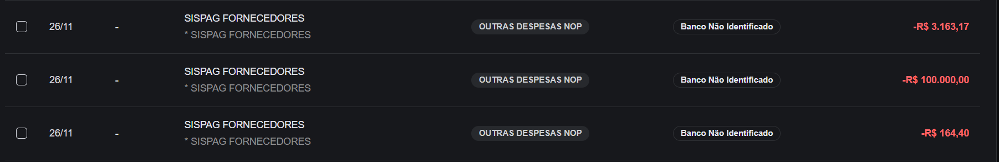 26/11 - SISPAG FORNECEDORES OUTRAS DESPESAS NOP Banco Não Identificado -R$ 3.163,17
* SISPAG FORNECEDORES
26/11 - SISPAG FORNECEDORES OUTRAS DESPESAS NOP Banco Não Identificado -R$ 100.000,00
* SISPAG FORNECEDORES
26/11 - SISPAG FORNECEDORES OUTRAS DESPESAS NOP Banco Não Identificado -R$ 164,40
* SISPAG FORNECEDORES